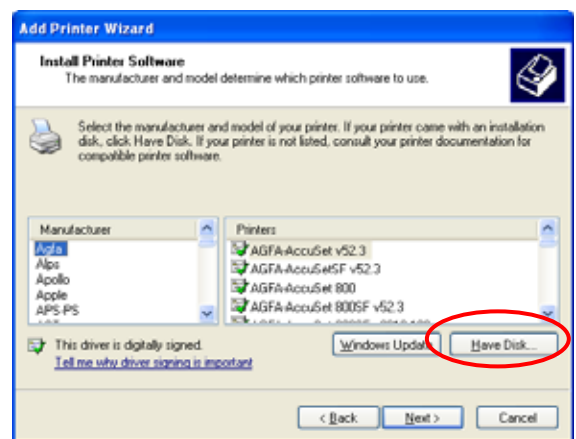 Add Printer Wizard
Install Printer Software
The manufacturer and model determine which printer software to use.
Select the manufacturer and model of your printer. If your printer came with an installation
disk, click Have Disk. If your printer is not listed, consult your printer documentation for
compatible printer software.
Manufacturer
Agfa
Alps
Apollo
Apple
APS-PS
Printers
AGFA-AccuSet v52.3
AGFA-AccuSetSF v52.3
AGFA-AccuSet 800
AGFA-AccuSet 800SF v52.3
This driver is digitally signed.
Tell me why driver signing is important
Windows Update
Have Disk...
< Back
Next >
Cancel